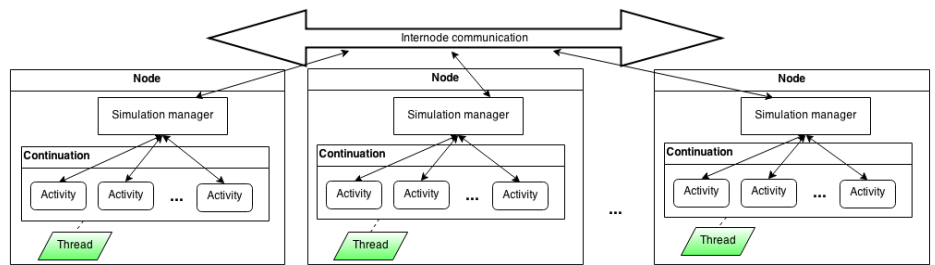 Internode communication
Node
Node
Node
Simulation manager
Simulation manager
Simulation manager
Continuation
Continuation
Continuation
Activity Activity ... Activity
Activity Activity ... Activity
Activity Activity ... Activity
...
Thread
Thread
Thread